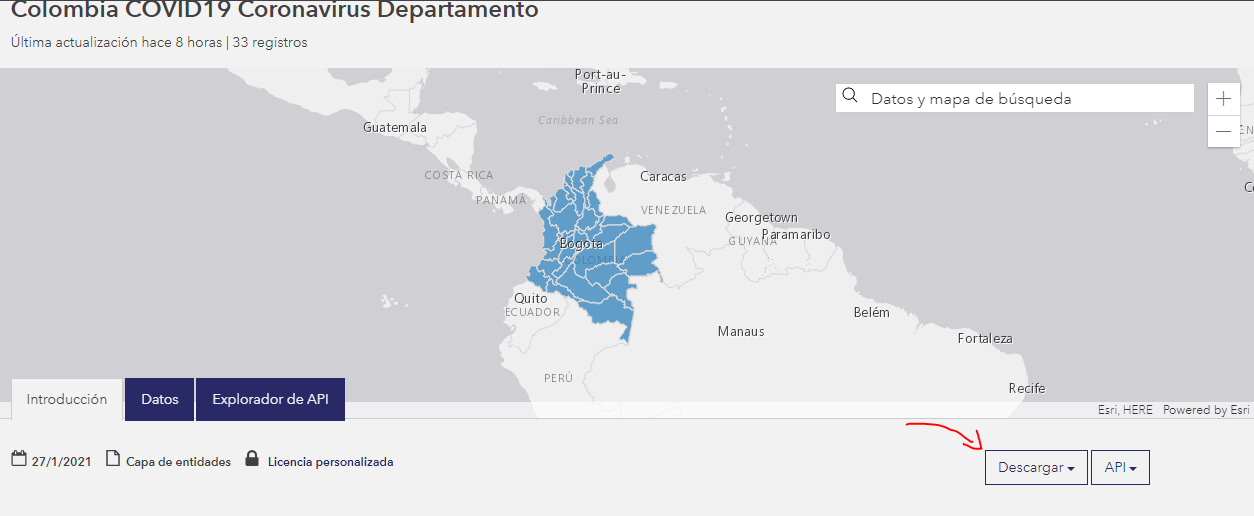 Colombia COVID19 Coronavirus Departamento
Última actualización hace 8 horas | 33 registros
Port-au-
Prince
Datos y mapa de búsqueda
Caribbean Sea
Guatemala
COSTA RICA
Caracas
PANAMÁ
VENEZUELA
Georgetown
Paramaribo
GUYANA
Bogota
COLOMBIA
Quito
ECUADOR
Belém
Manaus
Fortaleza
PERÚ
Recife
Introducción
Datos
Explorador de API
Esri, HERE Powered by Esri
27/1/2021 Capa de entidades Licencia personalizada
Descargar
API